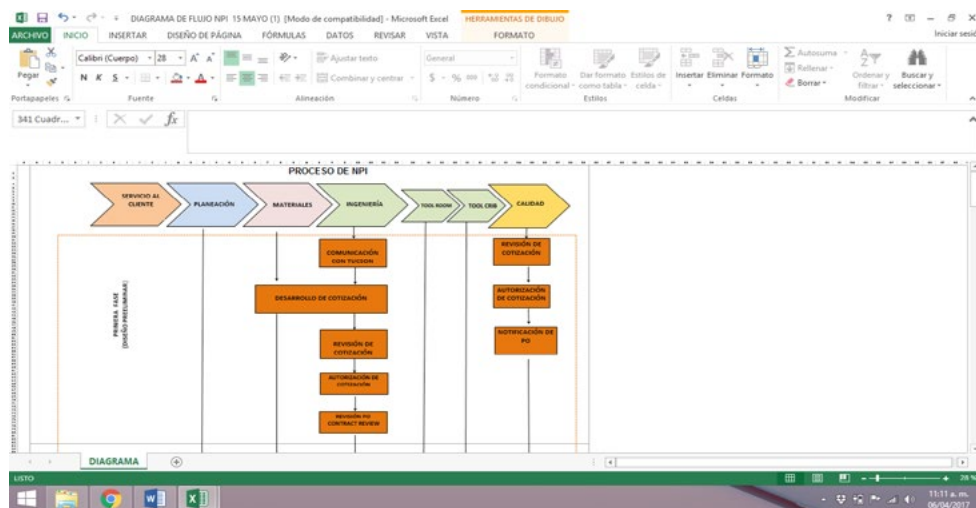 DIAGRAMA DE FLUJO NPI 15 MAYO (1) [Modo de compatibilidad] - Microsoft Excel
HERRAMIENTAS DE DIBUJO
ARCHIVO INICIO INSERTAR DISEÑO DE PÁGINA FÓRMULAS DATOS REVISAR VISTA FORMATO Iniciar sesió
Pegar
Calibri (Cuerpo) 28
N K S
Ajustar texto
Combinar y centrar
General
$ % 000
Formato condicional
Dar formato como tabla
Estilos de celda
Insertar Eliminar Formato
Autosuma
Rellenar
Borrar
Ordenar y filtrar
Buscar y seleccionar
Portapapeles Fuente Alineación Número Estilos Celdas Modificar
341 Cuadr...
fx
PROCESO DE NPI
SERVICIO AL
CLIENTE
PLANEACIÓN
MATERIALES
INGENIERÍA
TOOL ROOM
TOOL CRIB
CALIDAD
PRIMERA FASE
(DISEÑO PRELIMINAR)
COMUNICACIÓN
CON TUCSON
DESARROLLO DE COTIZACIÓN
REVISIÓN DE
COTIZACIÓN
AUTORIZACIÓN DE
COTIZACIÓN
REVISIÓN PO
CONTRACT REVIEW
REVISIÓN DE
COTIZACIÓN
AUTORIZACIÓN
DE COTIZACIÓN
NOTIFICACIÓN DE
PO
DIAGRAMA
LISTO
28 %
11:11 a. m.
06/04/2017